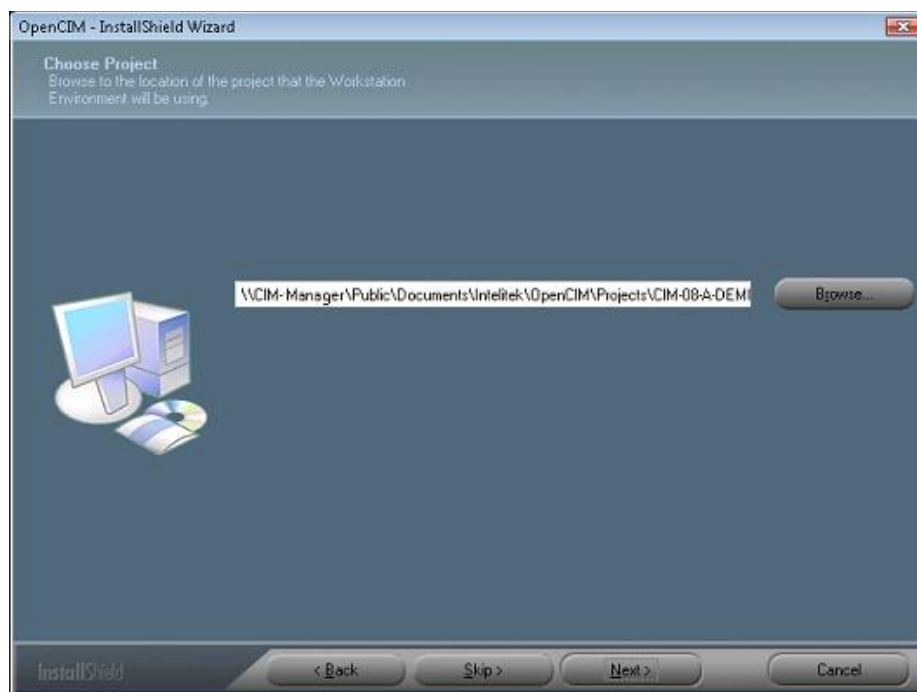 OpenCIM - InstallShield Wizard
Choose Project
Browse to the location of the project that the Workstation
Environment will be using.
\\CIM-Manager\Public\Documents\Intelitek\OpenCIM\Projects\CIM-08-A-DEM
Browse...
InstallShield
< Back
Skip >
Next >
Cancel